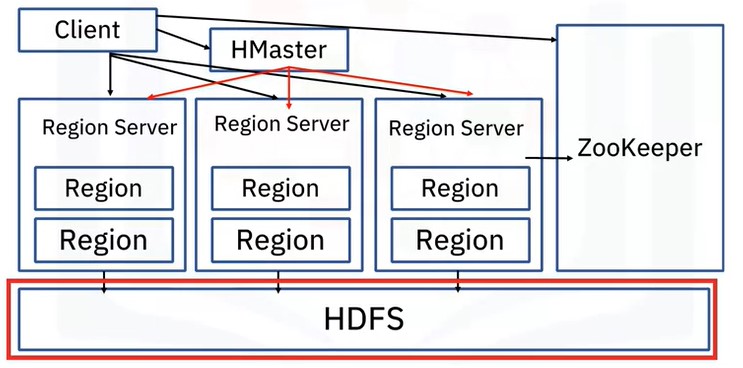 Client
HMaster
Region Server
Region Server
Region Server
ZooKeeper
Region
Region
Region
Region
Region
Region
HDFS